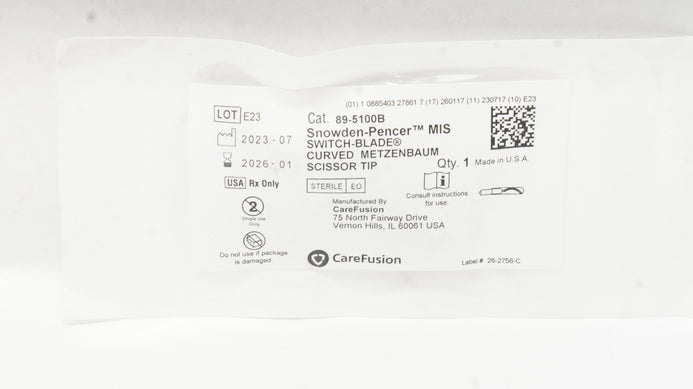 (01) 1 0885403 27861 7 (17) 260117 (11) 230717 (10) E23
LOT E23
2023-07
2026-01
USA Rx Only
2
Single Use
Only
Do not use if package
is damaged
Cat. 89-5100B
Snowden-Pencer™ MIS
SWITCH-BLADE®
CURVED METZENBAUM
SCISSOR TIP
Qty. 1 Made in U.S.A.
STERILE EO
i
Consult instructions
for use.
Manufactured By
CareFusion
75 North Fairway Drive
Vernon Hills, IL 60061 USA
CareFusion
Label # 26-2756-C